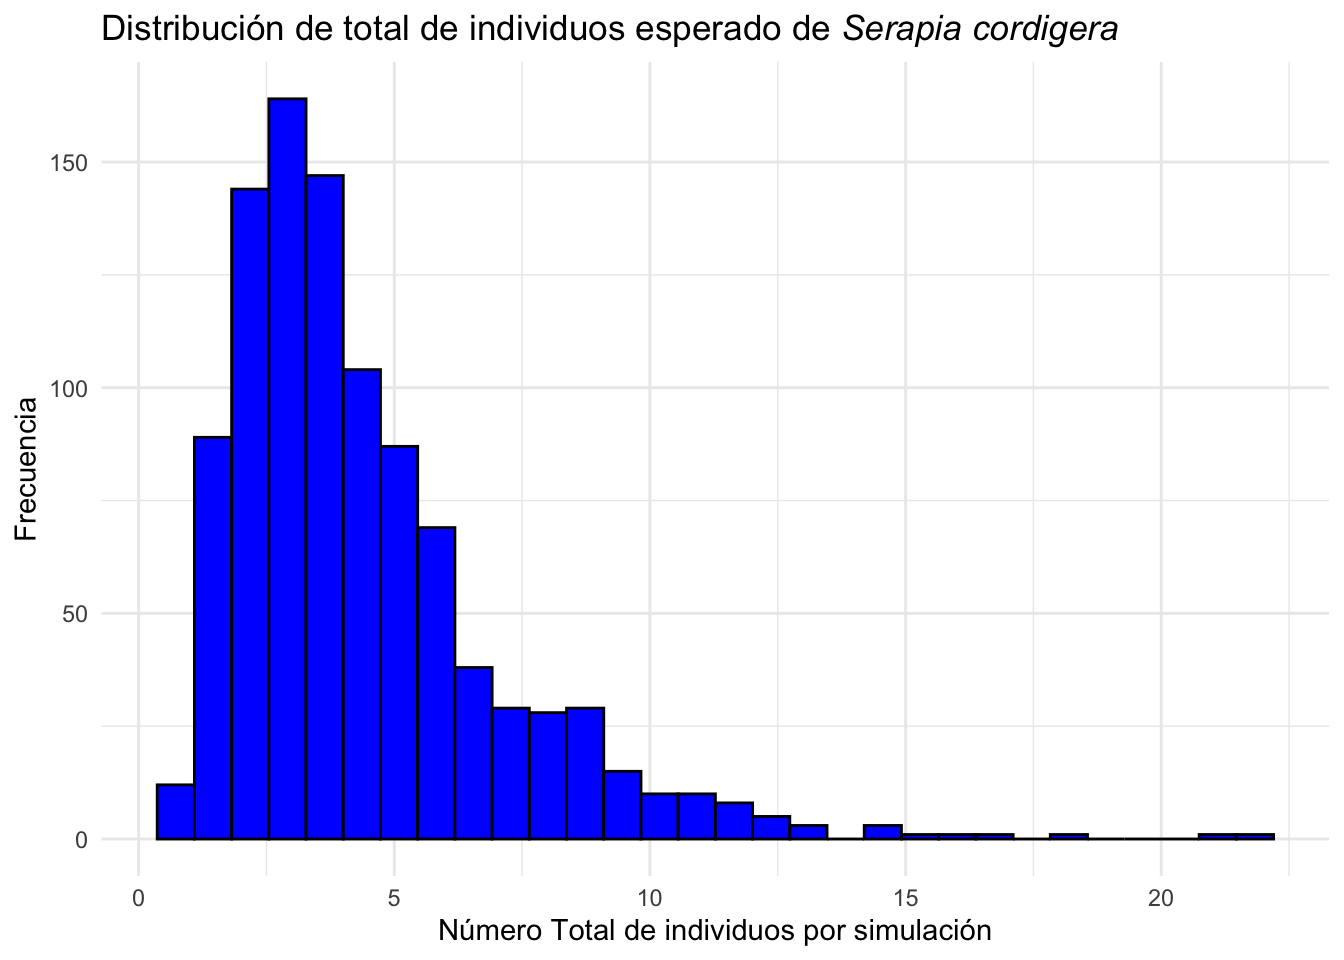 Distribución de total de individuos esperado de Serapia cordigera
Frecuencia
150
100
50
0
0 5 10 15 20
Número Total de individuos por simulación